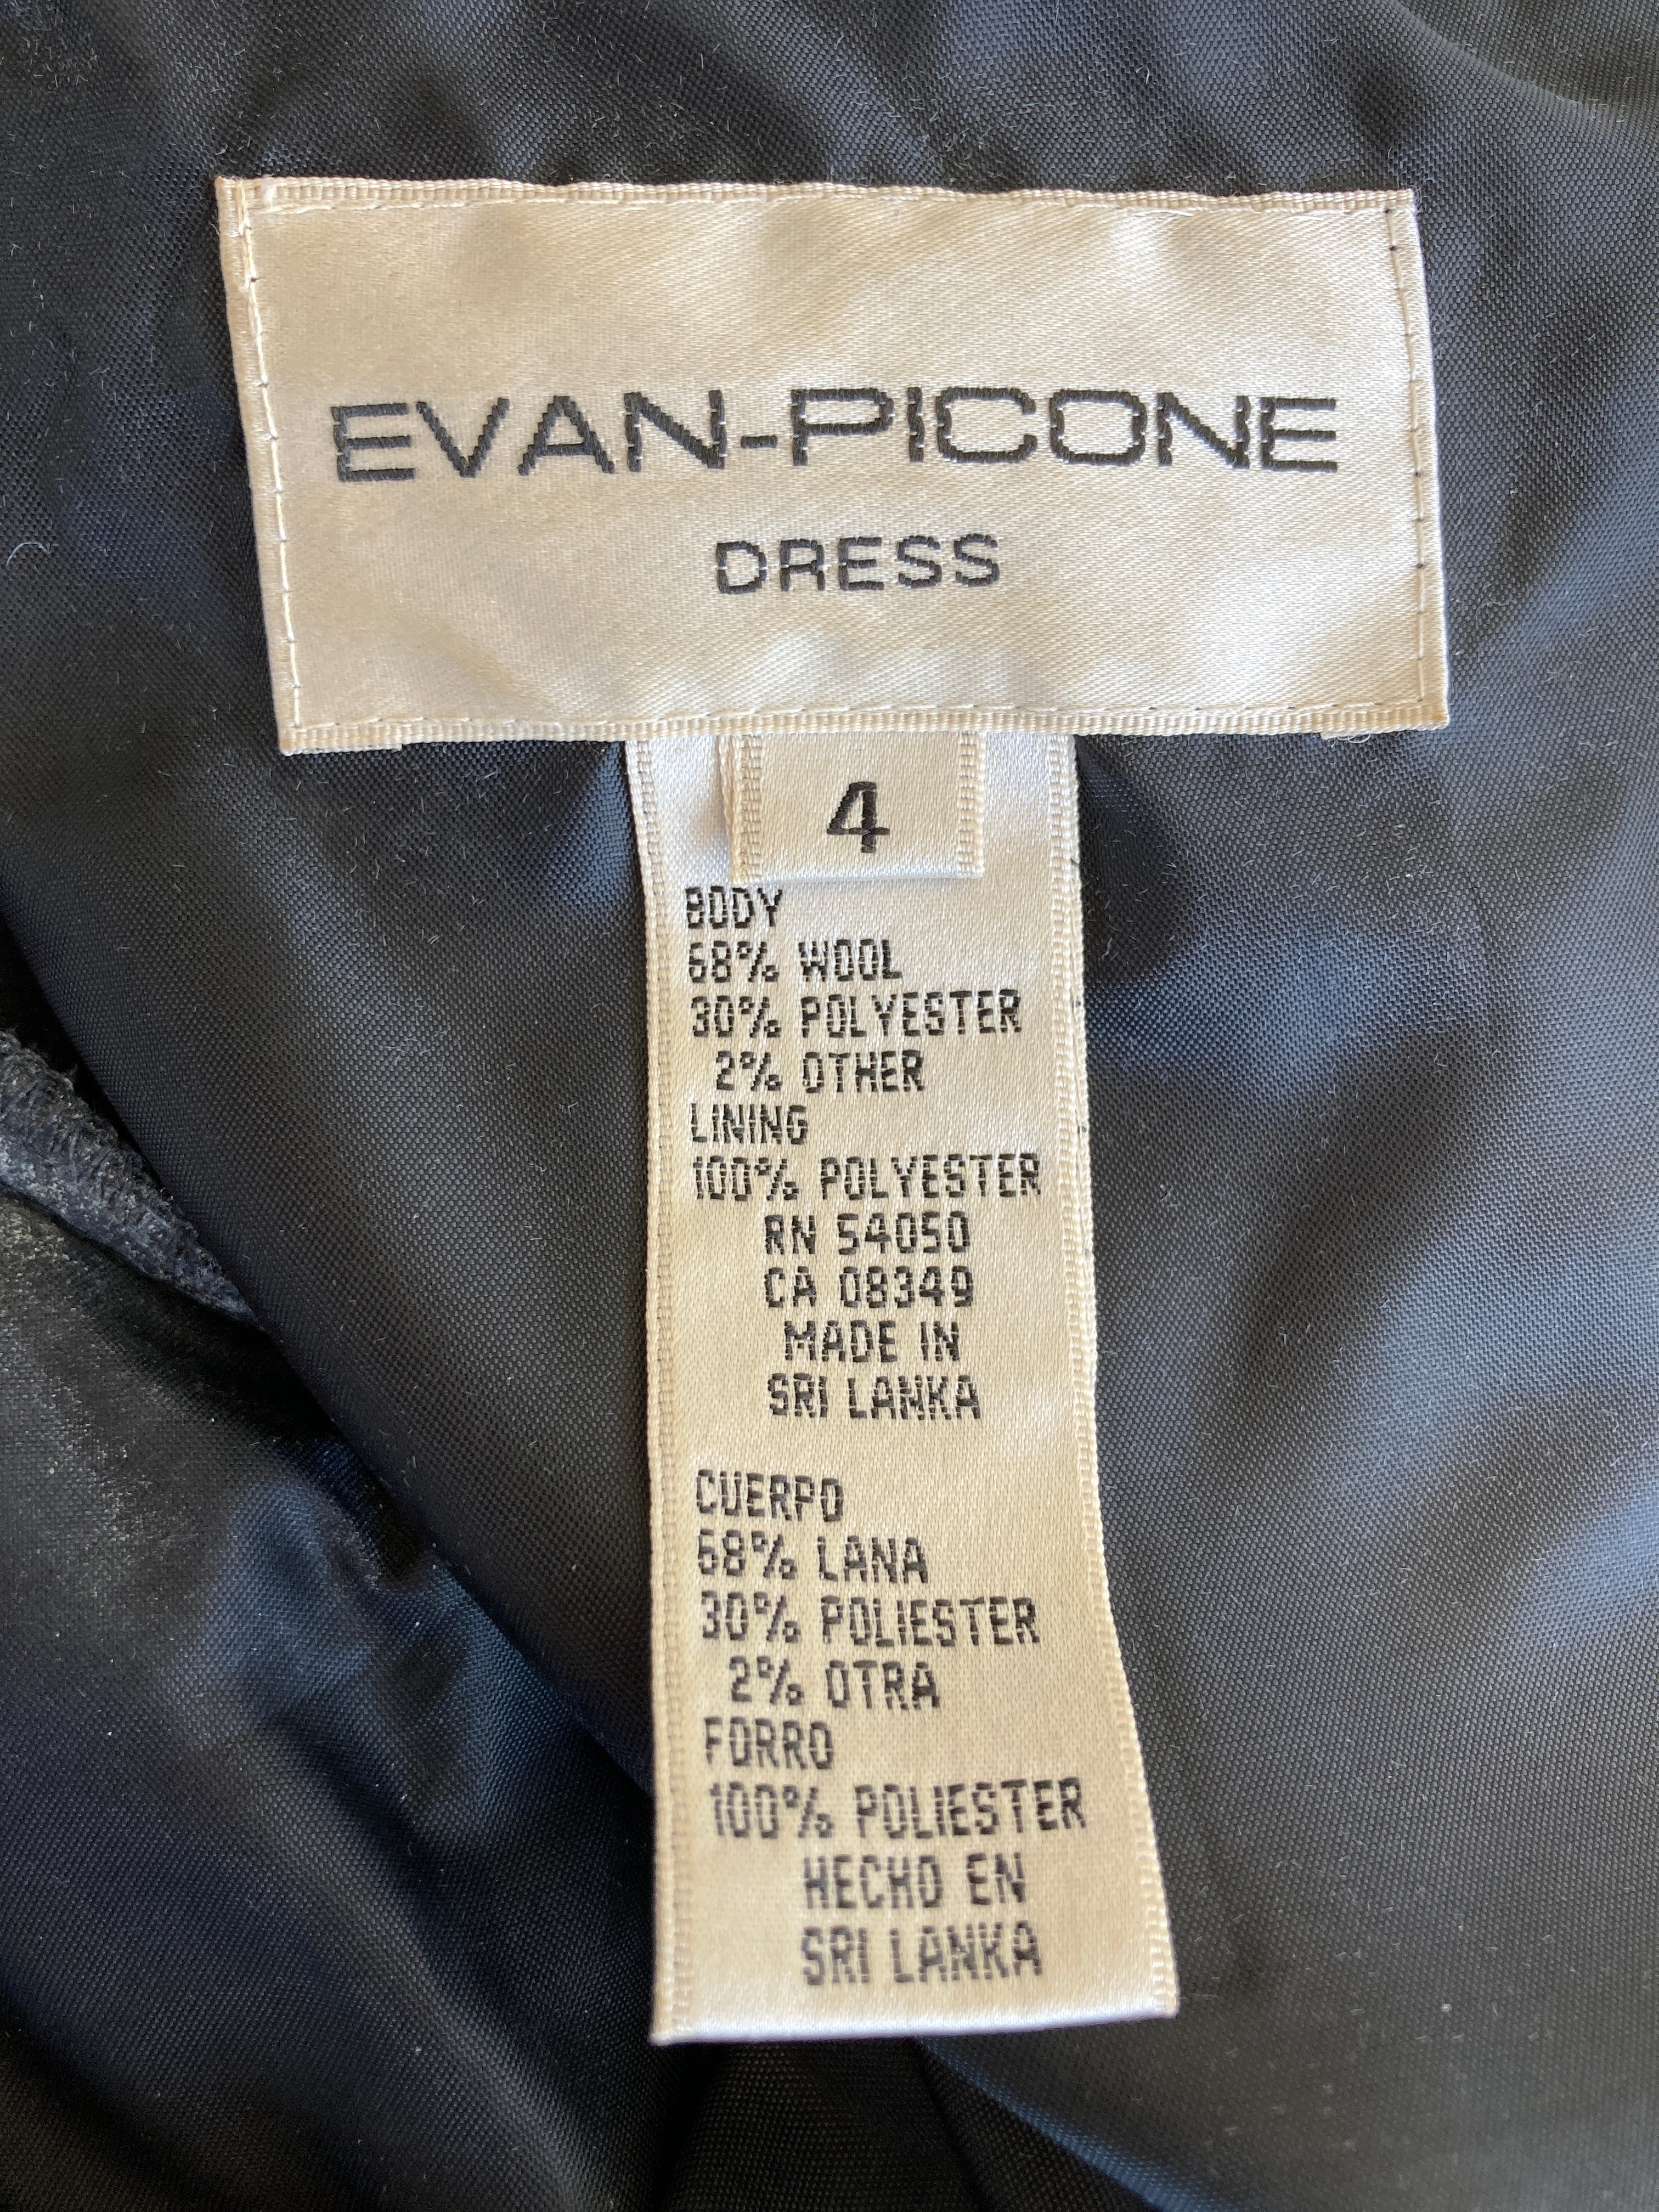 EVAN-PICONE
DRESS
4
BODY
68% WOOL
30% POLYESTER
2% OTHER
LINING
100% POLYESTER
RN 54050
CA 08349
MADE IN
SRI LANKA
CUERPO
68% LANA
30% POLIESTER
2% OTRA
FORRO
100% POLIESTER
HECHO EN
SRI LANKA